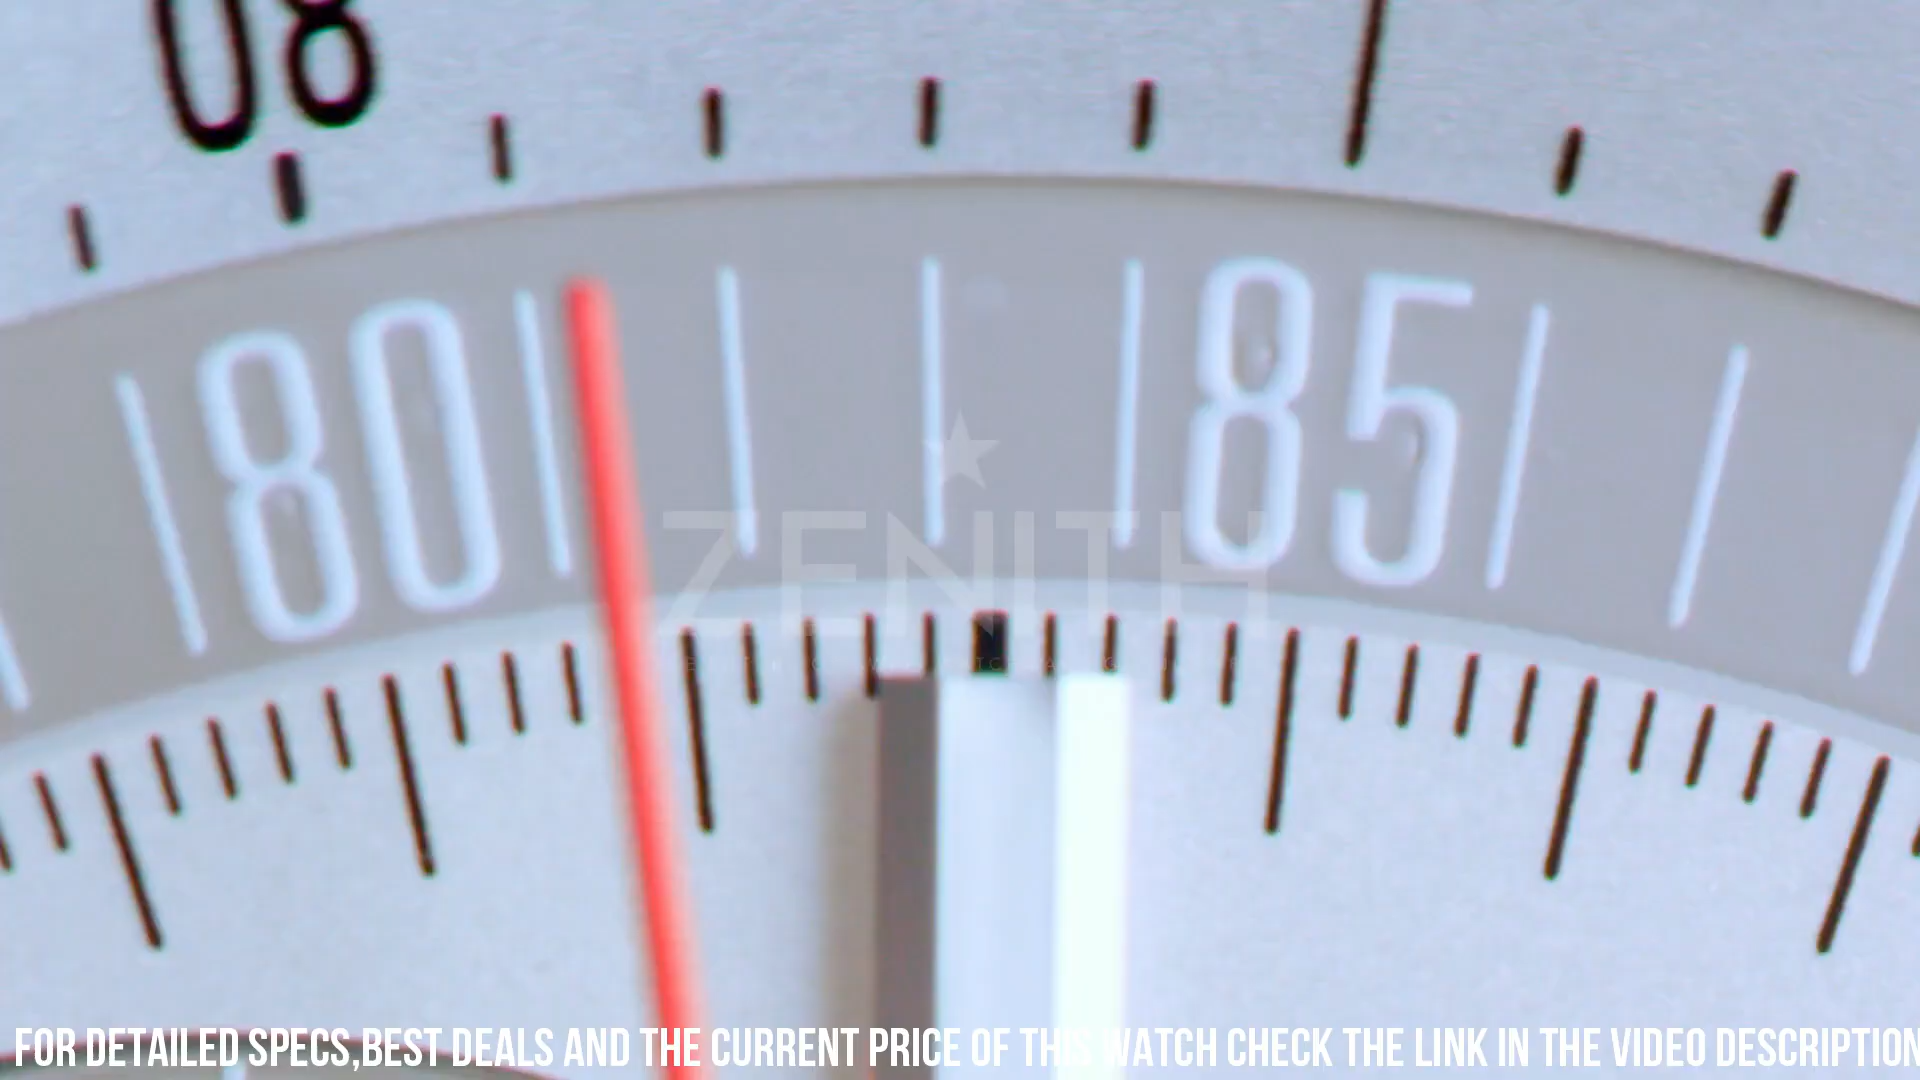 80
80 85
ZENITH
FOR DETAILED SPECS,BEST DEALS AND THE CURRENT PRICE OF THIS WATCH CHECK THE LINK IN THE VIDEO DESCRIPTION